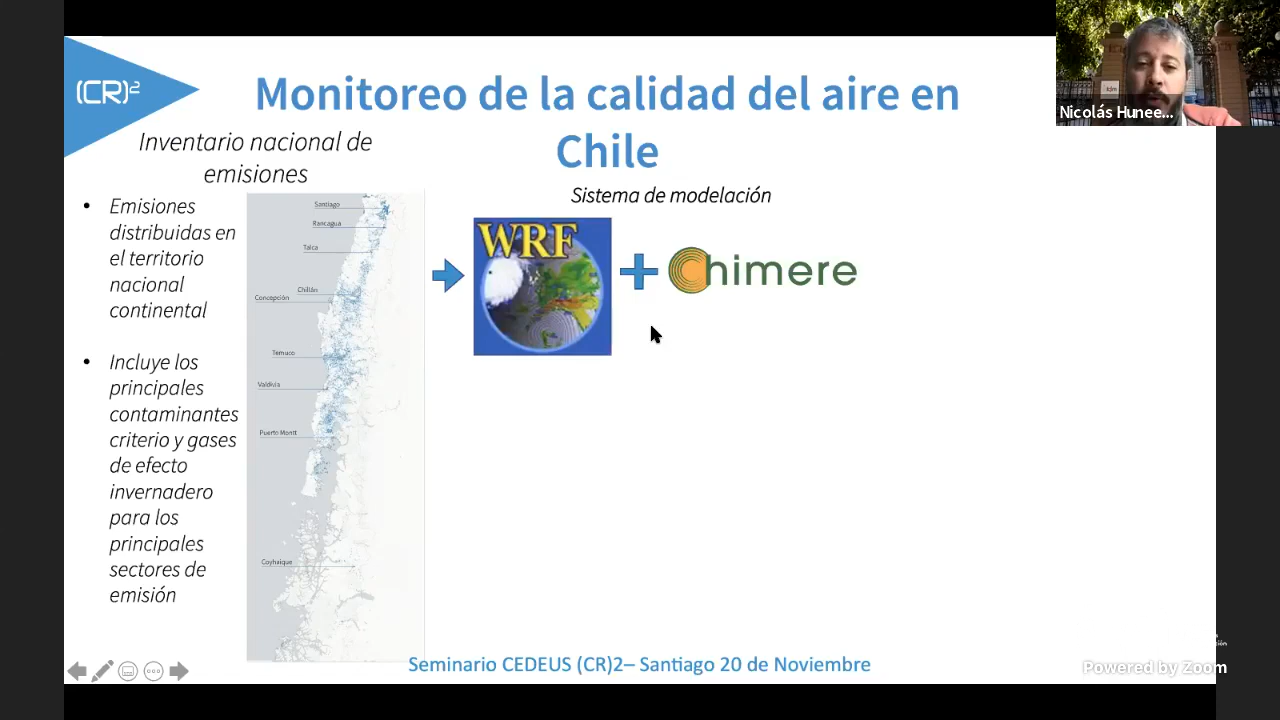 (CR)²
Monitoreo de la calidad del aire en
Chile
Nicolás Hunee...
Inventario nacional de
emisiones
• Emisiones
distribuidas en
el territorio
nacional
continental
• Incluye los
principales
contaminantes
criterio y gases
de efecto
invernadero
para los
principales
sectores de
emisión
Santiago
Rancagua
Talca
Chillán
Concepción
Temuco
Valdivia
Puerto Montt
Coyhaique
Sistema de modelación
WRF
Chimere
Seminario CEDEUS (CR)2– Santiago 20 de Noviembre
Powered by Zoom